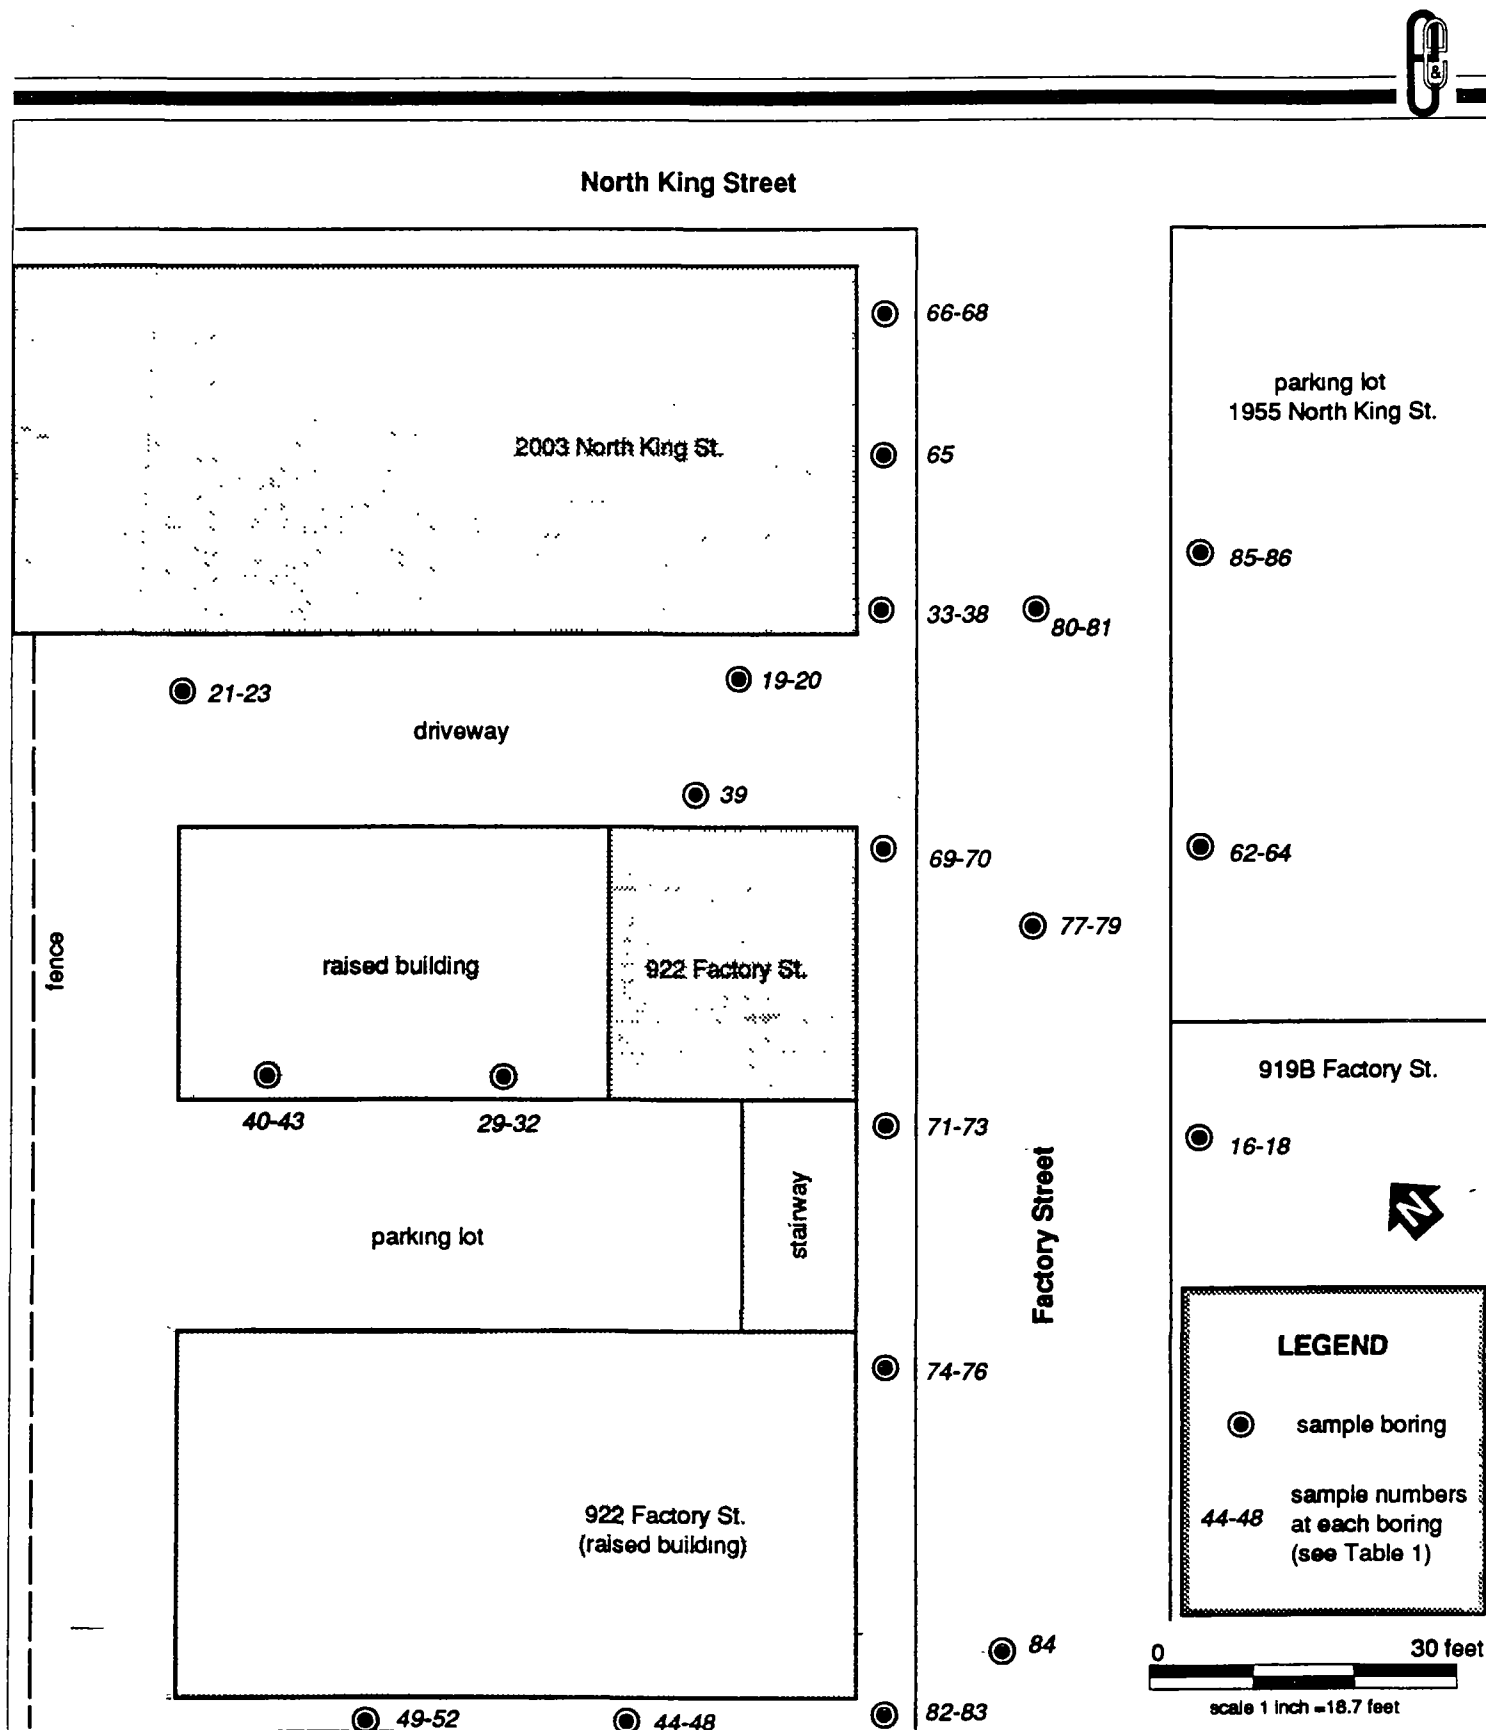 North King Street
66-68
parking lot
1955 North King St.
2003 North King St.
65
85-86
33-38
80-81
21-23
19-20
driveway
39
69-70
62-64
77-79
fence
raised building
922 Factory St.
919B Factory St.
40-43
29-32
71-73
16-18
N
stairway
Factory Street
parking lot
LEGEND
74-76
sample boring
44-48
sample numbers
at each boring
(see Table 1)
922 Factory St.
(raised building)
84
0
30 feet
scale 1 inch =18.7 feet
49-52
44-48
82-83